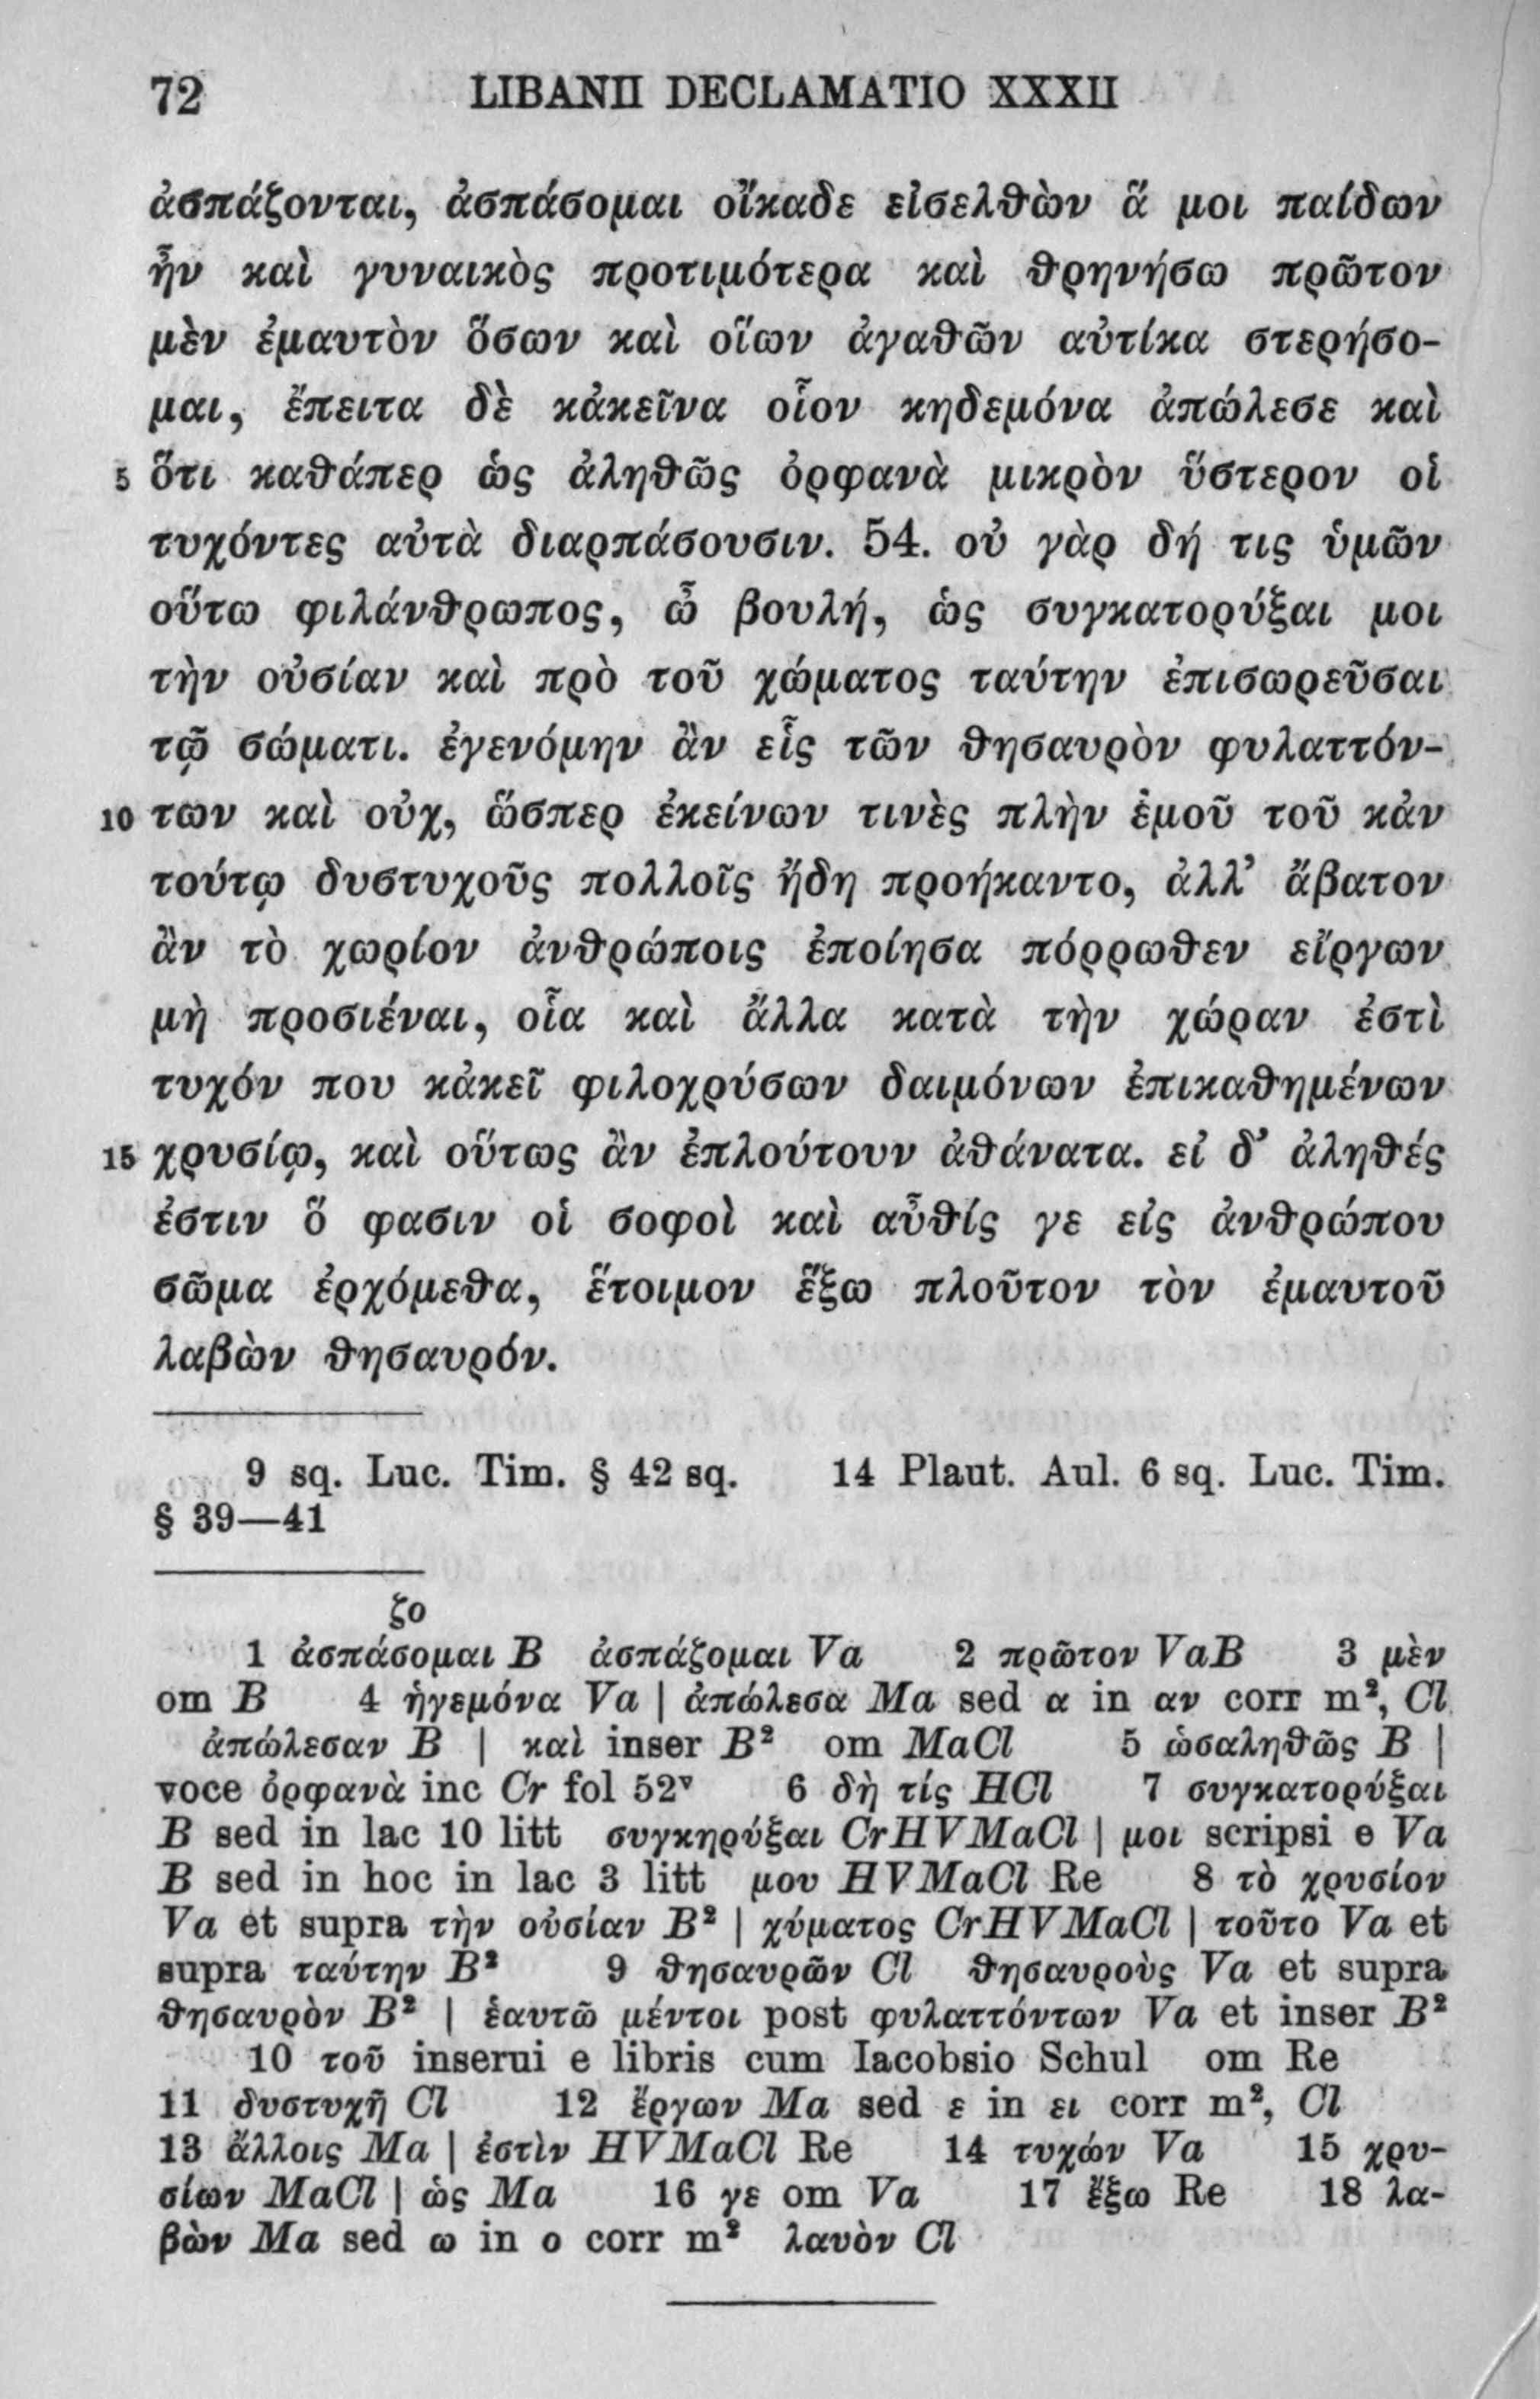 72 LIBANII DECLAMATIO XXXII
ἀσπάζονται, ἀσπάσομαι οἴκαδε εἰσελθὼν ἅ μοι παίδων
ἦν καὶ γυναικὸς προτιμότερα καὶ θρηνήσω πρῶτον
μὲν ἐμαυτὸν ὅσων καὶ οἵων ἀγαθῶν αὐτίκα στερήσο-
μαι, ἔπειτα δὲ κἀκεῖνα οἷον κηδεμόνα ἀπώλεσε καὶ
5 ὅτι καθάπερ ὡς ἀληθῶς ὀρφανὰ μικρὸν ὕστερον οἱ
τυχόντες αὐτὰ διαρπάσουσιν. 54. οὐ γὰρ δή τις ὑμῶν
οὕτω φιλάνθρωπος, ὦ βουλή, ὡς συγκατορύξαι μοι
τὴν οὐσίαν καὶ πρὸ τοῦ χώματος ταύτην ἐπισωρεῦσαι
τῷ σώματι. ἐγενόμην ἂν εἷς τῶν θησαυρὸν φυλαττόν-
10 των καὶ οὐχ, ὥσπερ ἐκείνων τινὲς πλὴν ἐμοῦ τοῦ κἀν
τούτῳ δυστυχοῦς πολλοῖς ἤδη προήκαντο, ἀλλ' ἄβατον
ἂν τὸ χωρίον ἀνθρώποις ἐποίησα πόρρωθεν εἴργων
μὴ προσιέναι, οἷα καὶ ἄλλα κατὰ τὴν χώραν ἐστὶ
τυχόν που κἀκεῖ φιλοχρύσων δαιμόνων ἐπικαθημένων
15 χρυσίῳ, καὶ οὕτως ἂν ἐπλούτουν ἀθάνατα. εἰ δ' ἀληθές
ἐστιν ὅ φασιν οἱ σοφοὶ καὶ αὖθίς γε εἰς ἀνθρώπου
σῶμα ἐρχόμεθα, ἕτοιμον ἕξω πλοῦτον τὸν ἐμαυτοῦ
λαβὼν θησαυρόν.
9 sq. Luc. Tim. § 42 sq. 14 Plaut. Aul. 6 sq. Luc. Tim.
§ 39—41
ζο
1 ἀσπάσομαι B ἀσπάζομαι Va 2 πρῶτον VaB 3 μὲν
om B 4 ἡγεμόνα Va | ἀπώλεσα Ma sed α in αν corr m², Cl
ἀπώλεσαν B | καὶ inser B² om MaCl 5 ὡσαληθῶς B |
voce ὀρφανὰ inc Cr fol 52ᵛ 6 δὴ τίς HCl 7 συγκατορύξαι
B sed in lac 10 litt συγκηρύξαι CrHVMaCl | μοι scripsi e Va
B sed in hoc in lac 3 litt μου HVMaCl Re 8 τὸ χρυσίον
Va et supra τὴν οὐσίαν B² | χύματος CrHVMaCl | τοῦτο Va et
supra ταύτην B² 9 θησαυρῶν Cl θησαυροὺς Va et supra
θησαυρὸν B² | ἑαυτῶ μέντοι post φυλαττόντων Va et inser B²
10 τοῦ inserui e libris cum Iacobsio Schul om Re
11 δυστυχῆ Cl 12 ἔργων Ma sed ε in ει corr m², Cl
13 ἄλλοις Ma | ἐστὶν HVMaCl Re 14 τυχών Va 15 χρυ-
σίων MaCl | ὡς Ma 16 γε om Va 17 ἔξω Re 18 λα-
βὼν Ma sed ω in ο corr m² λαυὸν Cl